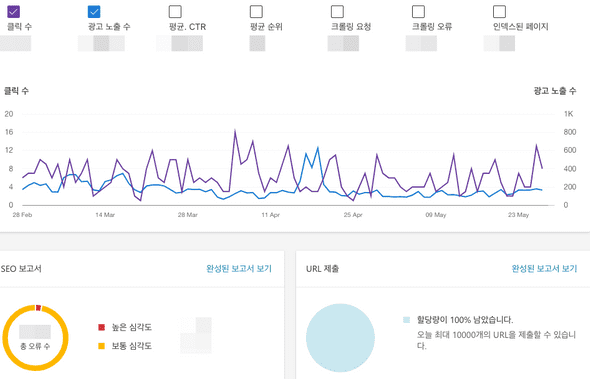 클릭 수
광고 노출 수
평균. CTR
평균 순위
크롤링 요청
크롤링 오류
인덱스된 페이지
클릭 수
광고 노출 수
20
16
12
8
4
0
1K
800
600
400
200
0
28 Feb
14 Mar
28 Mar
11 Apr
25 Apr
09 May
23 May
SEO 보고서
완성된 보고서 보기
총 오류 수
높은 심각도
보통 심각도
URL 제출
완성된 보고서 보기
할당량이 100% 남았습니다.
오늘 최대 10000개의 URL을 제출할 수 있습니
다.